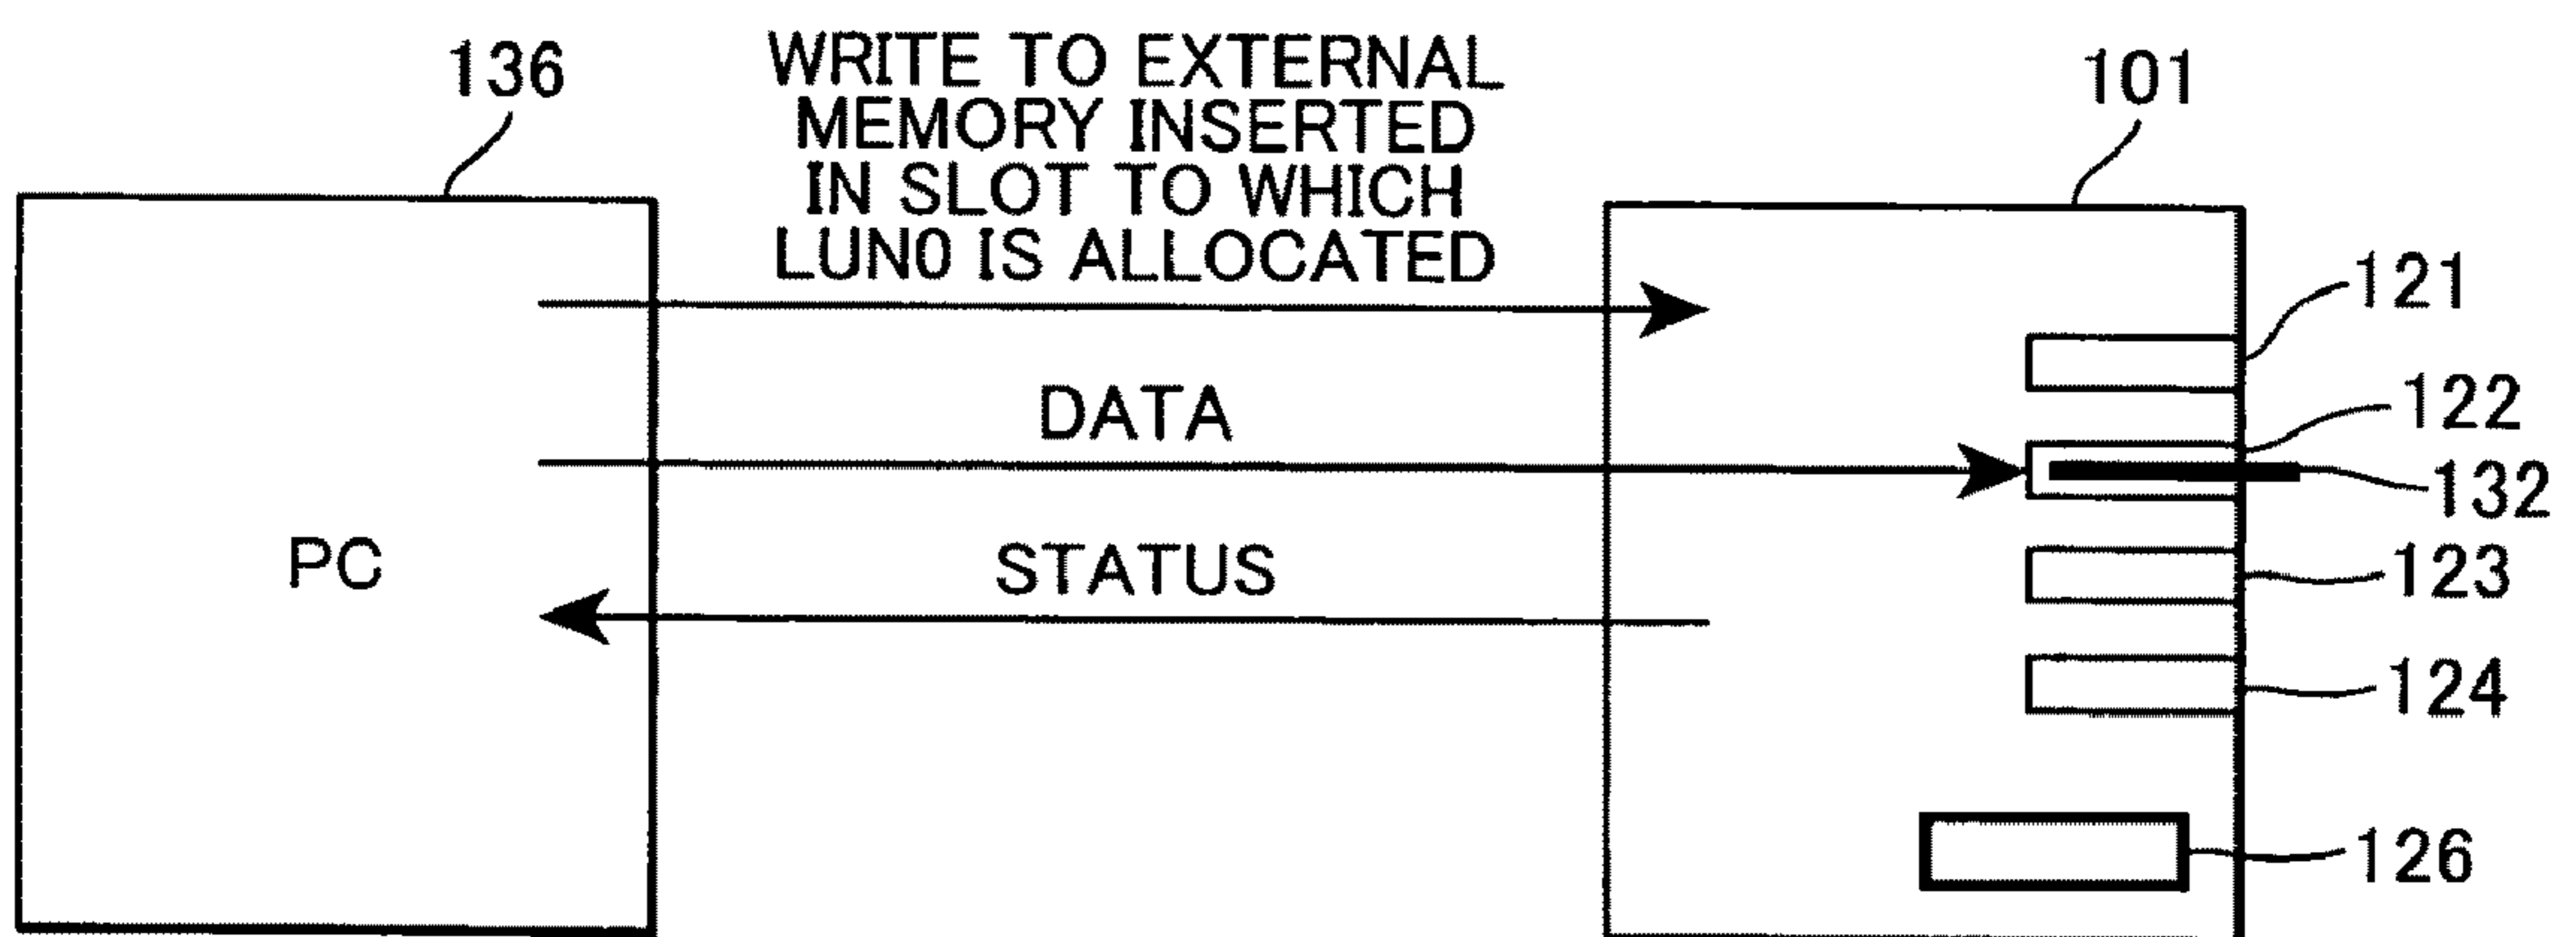 136
WRITE TO EXTERNAL
MEMORY INSERTED
IN SLOT TO WHICH
LUN0 IS ALLOCATED
101
121
DATA
122
132
PC
STATUS
123
124
126